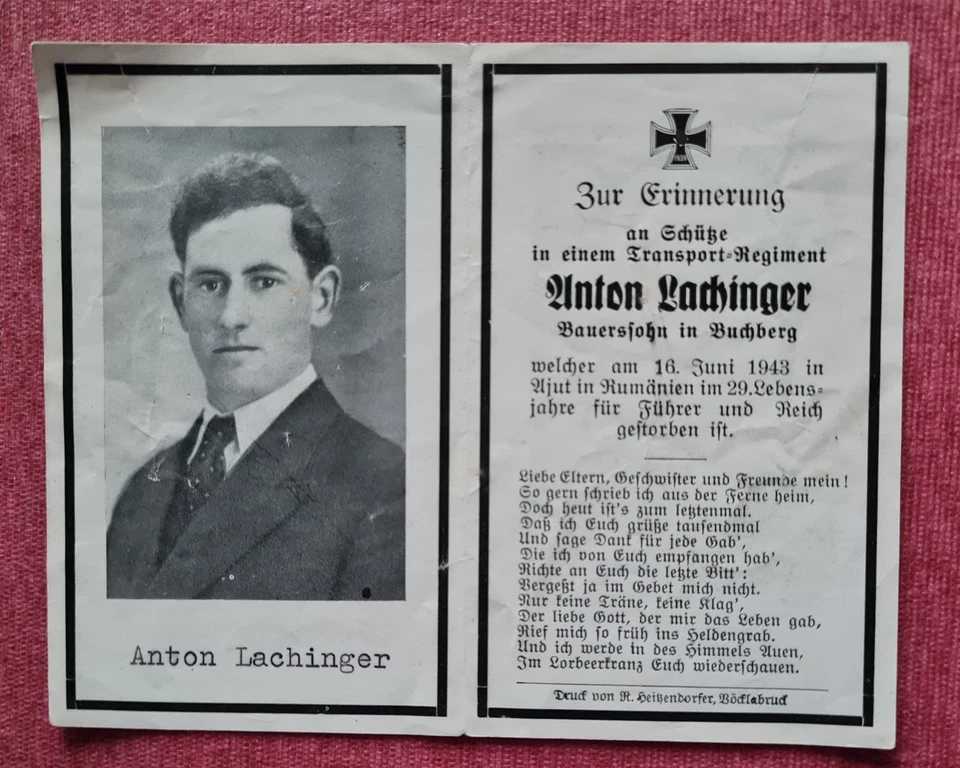 Anton Lachinger
1939
Zur Erinnerung
an Schütze
in einem Transport-Regiment
Anton Lachinger
Bauerssohn in Buchberg
welcher am 16. Juni 1943 in
Ajut in Rumänien im 29. Lebens-
jahre für Führer und Reich
gestorben ist.
Liebe Eltern, Geschwister und Freunde mein!
So gern schrieb ich aus der Ferne heim,
Doch heut ist's zum letztenmal.
Daß ich Euch grüße tausendmal
Und sage Dank für jede Gab',
Die ich von Euch empfangen hab',
Richte an Euch die letzte Bitt':
Vergeßt ja im Gebet mich nicht.
Nur keine Träne, keine Klag',
Der liebe Gott, der mir das Leben gab,
Rief mich so früh ins Heldengrab.
Und ich werde in des Himmels Auen,
Im Lorbeerkranz Euch wiederschauen.
Druck von R. Heitzendorfer, Vöcklabruck